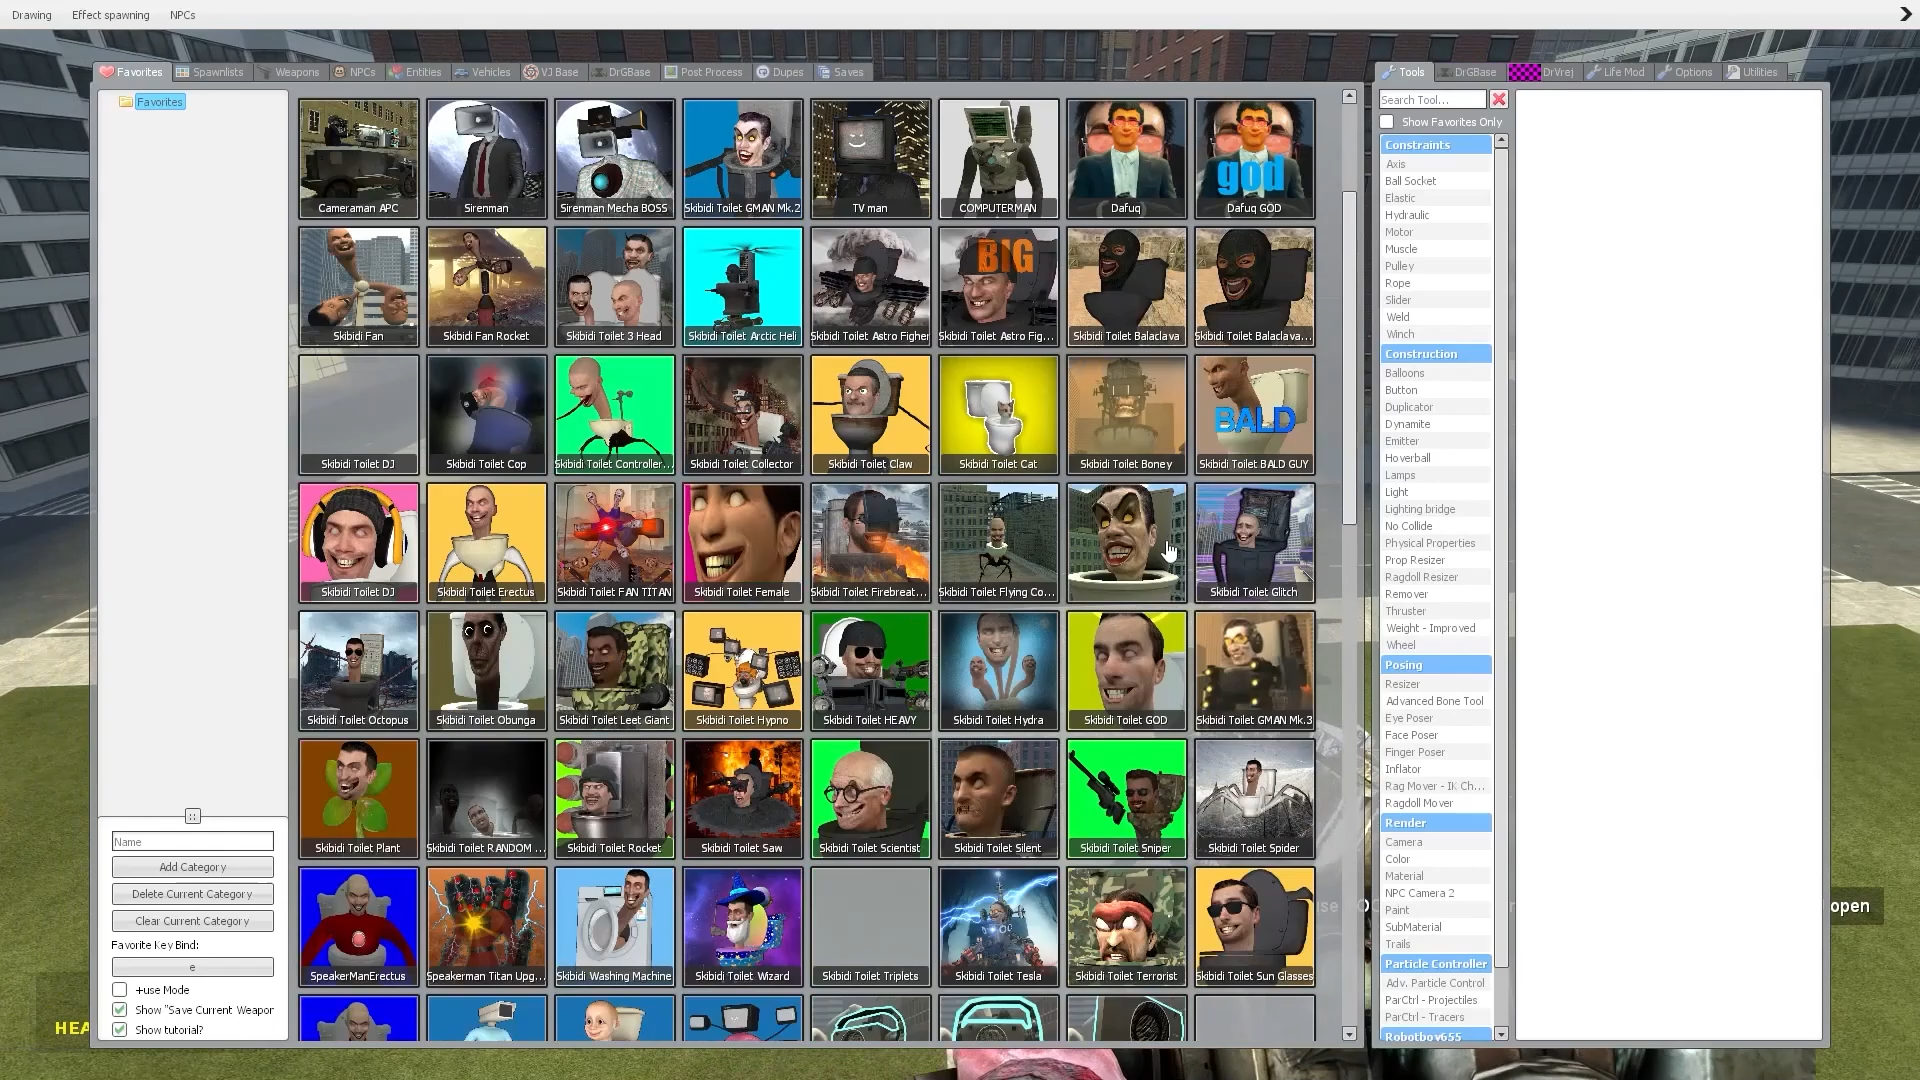 Drawing Effect spawning NPCs
Favorites Spawnlists Weapons NPCs Entities Vehicles VJ Base DrGBase Post Process Dupes Saves
Tools DrGBase DrVrej Life Mod Options Utilities
Favorites
Cameraman APC Sirenman Sirenman Mecha BOSS Skibidi Toilet GMAN Mk.2 TV man COMPUTERMAN Dafuq Dafuq GOD
god
BIG
Skibidi Fan Skibidi Fan Rocket Skibidi Toilet 3 Head Skibidi Toilet Arctic Heli Skibidi Toilet Astro Figher Skibidi Toilet Astro Fig... Skibidi Toilet Balaclava Skibidi Toilet Balaclava...
BALD
Skibidi Toilet DJ Skibidi Toilet Cop Skibidi Toilet Controller... Skibidi Toilet Collector Skibidi Toilet Claw Skibidi Toilet Cat Skibidi Toilet Boney Skibidi Toilet BALD GUY
Skibidi Toilet DJ Skibidi Toilet Erectus Skibidi Toilet FAN TITAN Skibidi Toilet Female Skibidi Toilet Firebreat... Skibidi Toilet Flying Co... Skibidi Toilet Glitch
Skibidi Toilet Octopus Skibidi Toilet Obunga Skibidi Toilet Leet Giant Skibidi Toilet Hypno Skibidi Toilet HEAVY Skibidi Toilet Hydra Skibidi Toilet GOD Skibidi Toilet GMAN Mk.3
Skibidi Toilet Plant Skibidi Toilet RANDOM ... Skibidi Toilet Rocket Skibidi Toilet Saw Skibidi Toilet Scientist Skibidi Toilet Silent Skibidi Toilet Sniper Skibidi Toilet Spider
SpeakerManErectus Speakerman Titan Upg... Skibidi Washing Machine Skibidi Toilet Wizard Skibidi Toilet Triplets Skibidi Toilet Tesla Skibidi Toilet Terrorist Skibidi Toilet Sun Glasses
Name
Add Category
Delete Current Category
Clear Current Category
Favorite Key Bind:
e
+use Mode
Show "Save Current Weapor
Show tutorial?
HEA
Search Tool...
Show Favorites Only
Constraints
Axis
Ball Socket
Elastic
Hydraulic
Motor
Muscle
Pulley
Rope
Slider
Weld
Winch
Construction
Balloons
Button
Duplicator
Dynamite
Emitter
Hoverball
Lamps
Light
Lighting bridge
No Collide
Physical Properties
Prop Resizer
Ragdoll Resizer
Remover
Thruster
Weight - Improved
Wheel
Posing
Resizer
Advanced Bone Tool
Eye Poser
Face Poser
Finger Poser
Inflator
Rag Mover - IK Ch...
Ragdoll Mover
Render
Camera
Color
Material
NPC Camera 2
Paint
SubMaterial
Trails
Particle Controller
Adv. Particle Control
ParCtrl - Projectiles
ParCtrl - Tracers
Robotboy655
open